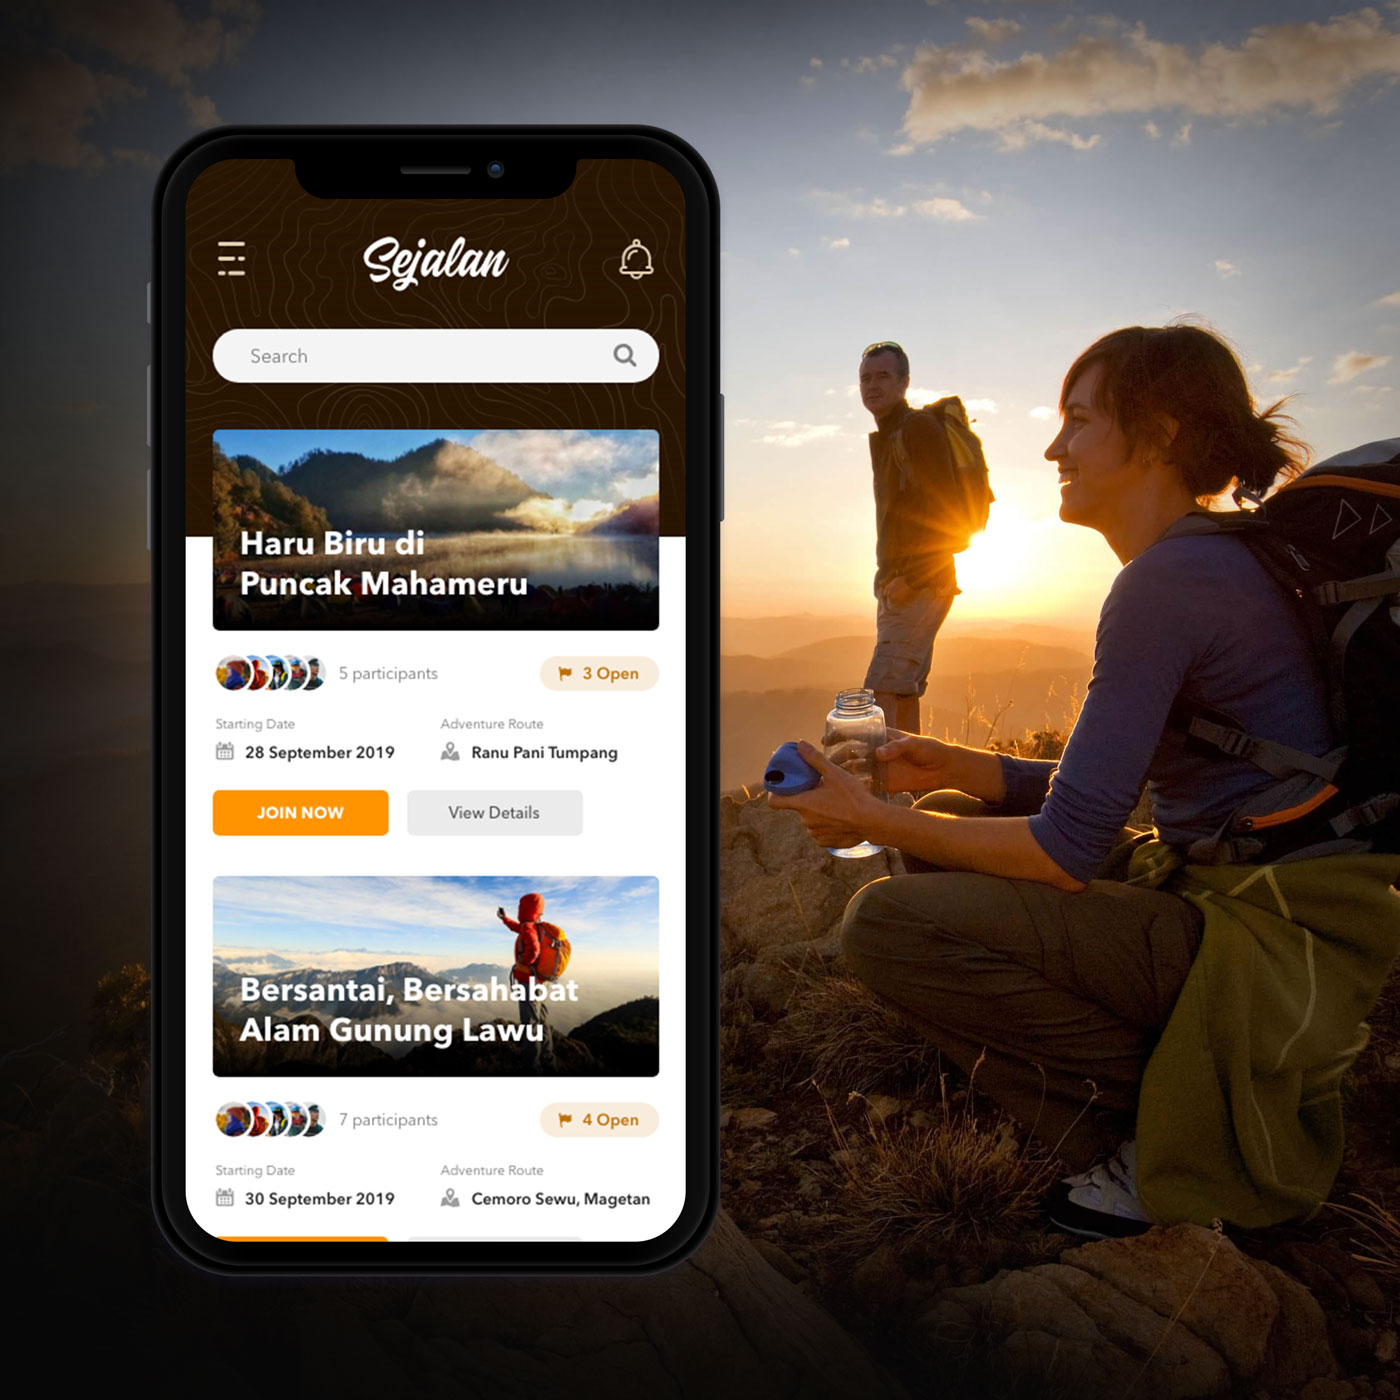 Sejalan
Search
Haru Biru di
Puncak Mahameru
5 participants
3 Open
Starting Date
Adventure Route
28 September 2019
Ranu Pani Tumpang
JOIN NOW
View Details
Bersantai, Bersahabat
Alam Gunung Lawu
7 participants
4 Open
Starting Date
Adventure Route
30 September 2019
Cemoro Sewu, Magetan